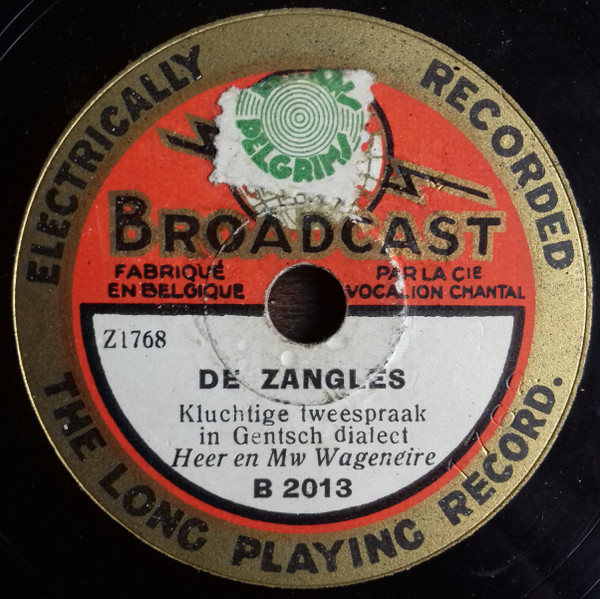 ELECTRICALLY RECORDED
PELGRIMS
BROADCAST
FABRIQUÉ
EN BELGIQUE
PAR LA CIE
VOCALION CHANTAL
Z1768
DE ZANGLES
Kluchtige tweespraak
in Gentsch dialect
Heer en Mw Wageneire
B 2013
THE LONG PLAYING RECORD.